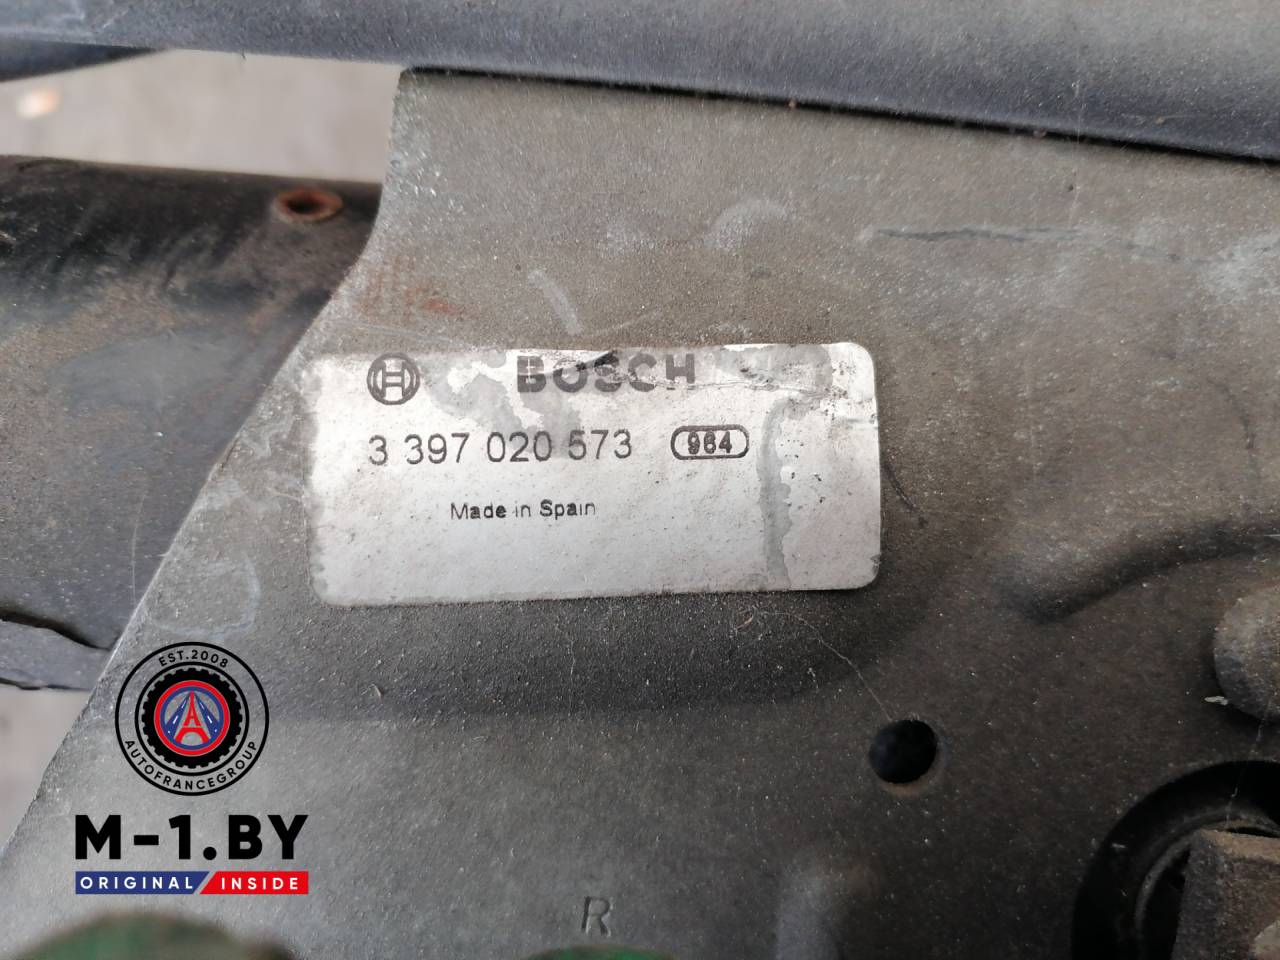 BOSCH
3 397 020 573 964
Made in Spain
EST.2008
AUTOFRANCEGROUP
M-1.BY
ORIGINAL INSIDE
R